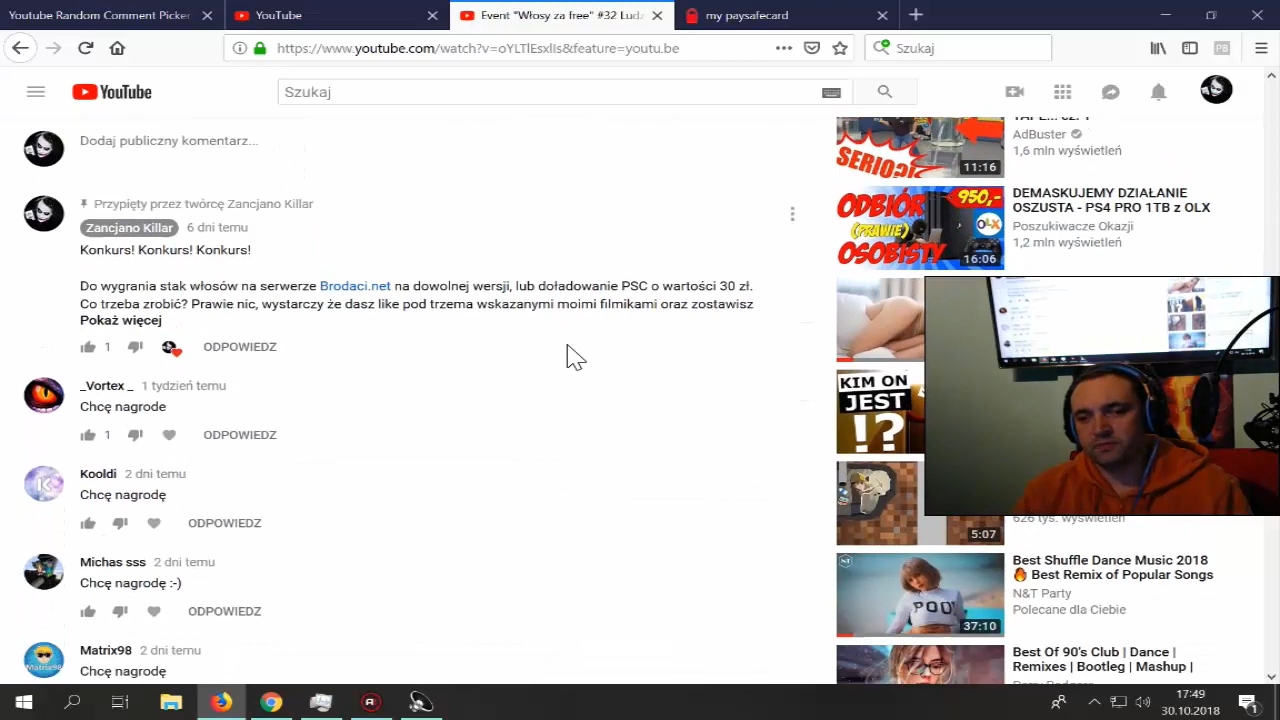 Youtube Random Comment Picker
YouTube
Event "Włosy za free" #32 Ludz
my paysafecard
https://www.youtube.com/watch?v=oYLTlEsxlIs&feature=youtu.be
Szukaj
YouTube
Szukaj
Dodaj publiczny komentarz...
Przypięty przez twórcę Zancjano Killar
Zancjano Killar 6 dni temu
Konkurs! Konkurs! Konkurs!
Do wygrania stak włosów na serwerze Brodaci.net na dowolnej wersji, lub doładowanie PSC o wartości 30 zł.
Co trzeba zrobić? Prawie nic, wystarczy że dasz like pod trzema wskazanymi moimi filmikami oraz zostawisz
Pokaż więcej
1 ODPOWIEDZ
_Vortex _ 1 tydzień temu
Chcę nagrode
1 ODPOWIEDZ
Kooldi 2 dni temu
Chcę nagrodę
ODPOWIEDZ
Michas sss 2 dni temu
Chcę nagrodę :-)
ODPOWIEDZ
Matrix98 2 dni temu
Chcę nagrodę
Matrix98
SERIO?!
11:16
AdBuster
1,6 mln wyświetleń
ODBIÓR
(PRAWIE)
OSOBISTY
950,-
OLX
16:06
DEMASKUJEMY DZIAŁANIE
OSZUSTA - PS4 PRO 1TB z OLX
Poszukiwacze Okazji
1,2 mln wyświetleń
KIM ON
JEST
!?
5:07
626 tys. wyświetleń
37:10
Best Shuffle Dance Music 2018
🔥 Best Remix of Popular Songs
N&T Party
Polecane dla Ciebie
Best Of 90's Club | Dance |
Remixes | Bootleg | Mashup |
17:49
30.10.2018
1